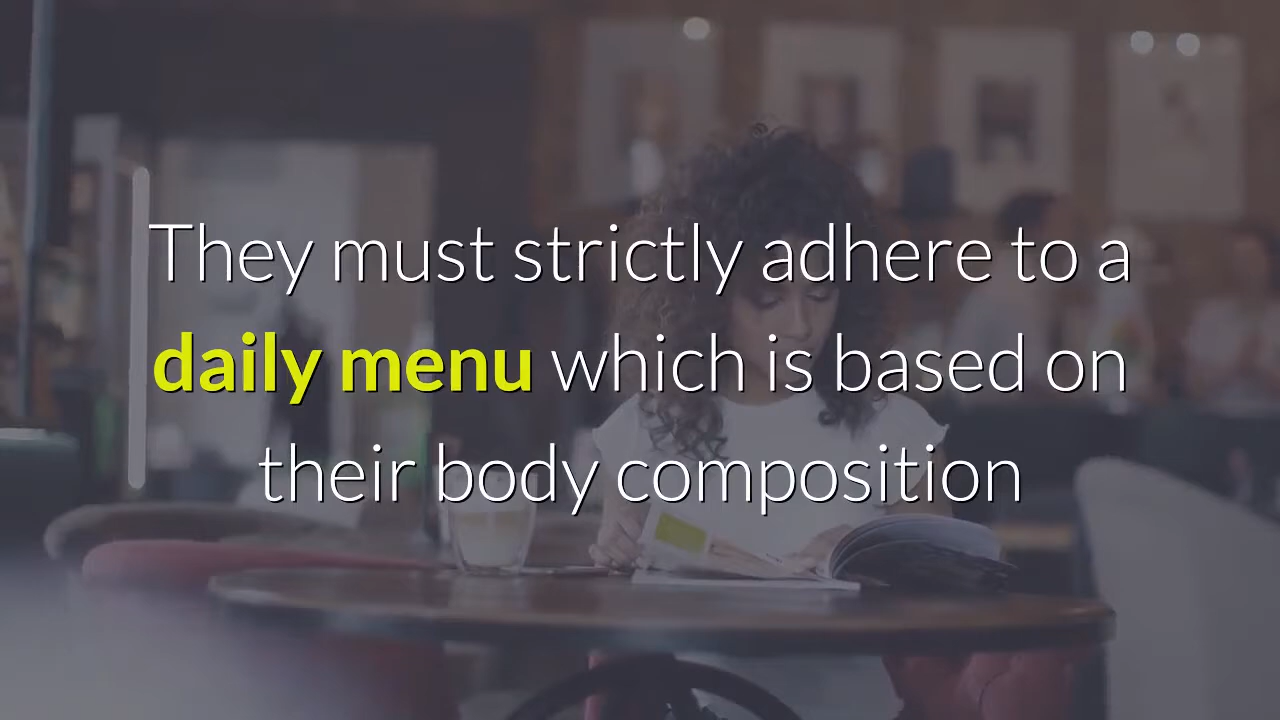 They must strictly adhere to a
daily menu which is based on
their body composition